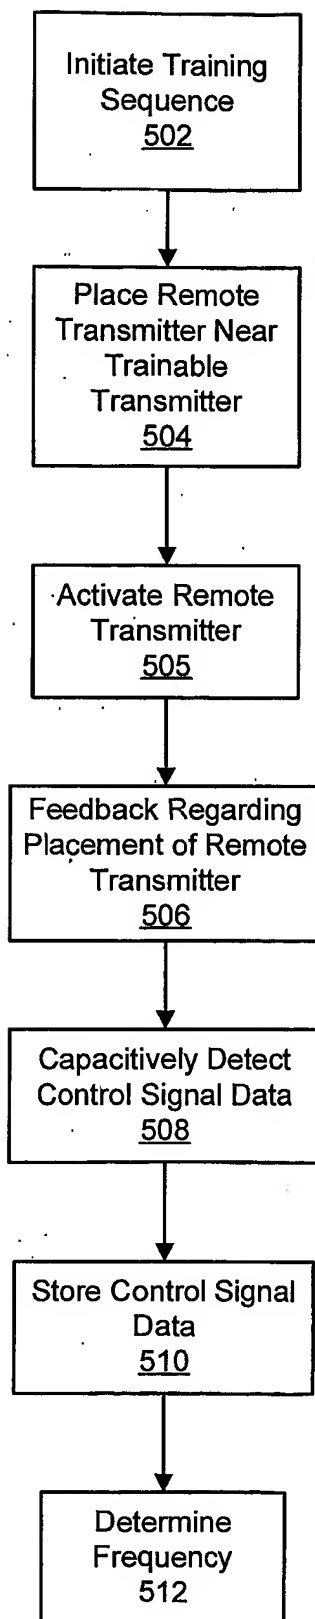 Initiate Training
Sequence
502
Place Remote
Transmitter Near
Trainable
Transmitter
504
Activate Remote
Transmitter
505
Feedback Regarding
Placement of Remote
Transmitter
506
Capacitively Detect
Control Signal Data
508
Store Control Signal
Data
510
Determine
Frequency
512